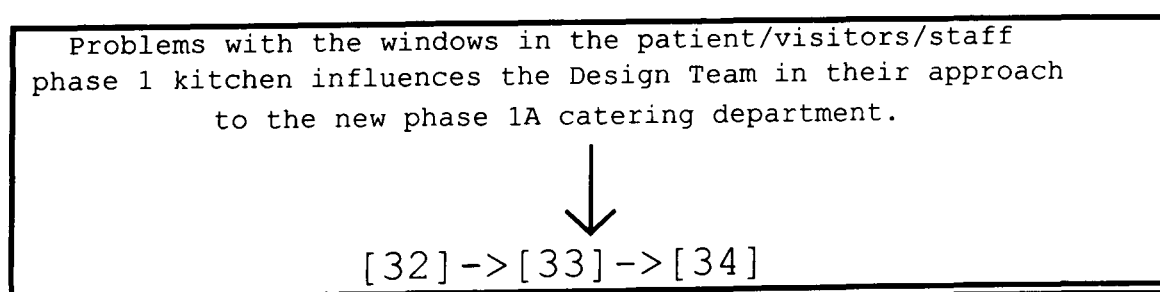 Problems with the windows in the patient/visitors/staff
phase 1 kitchen influences the Design Team in their approach
to the new phase 1A catering department.
[32]->[33]->[34]